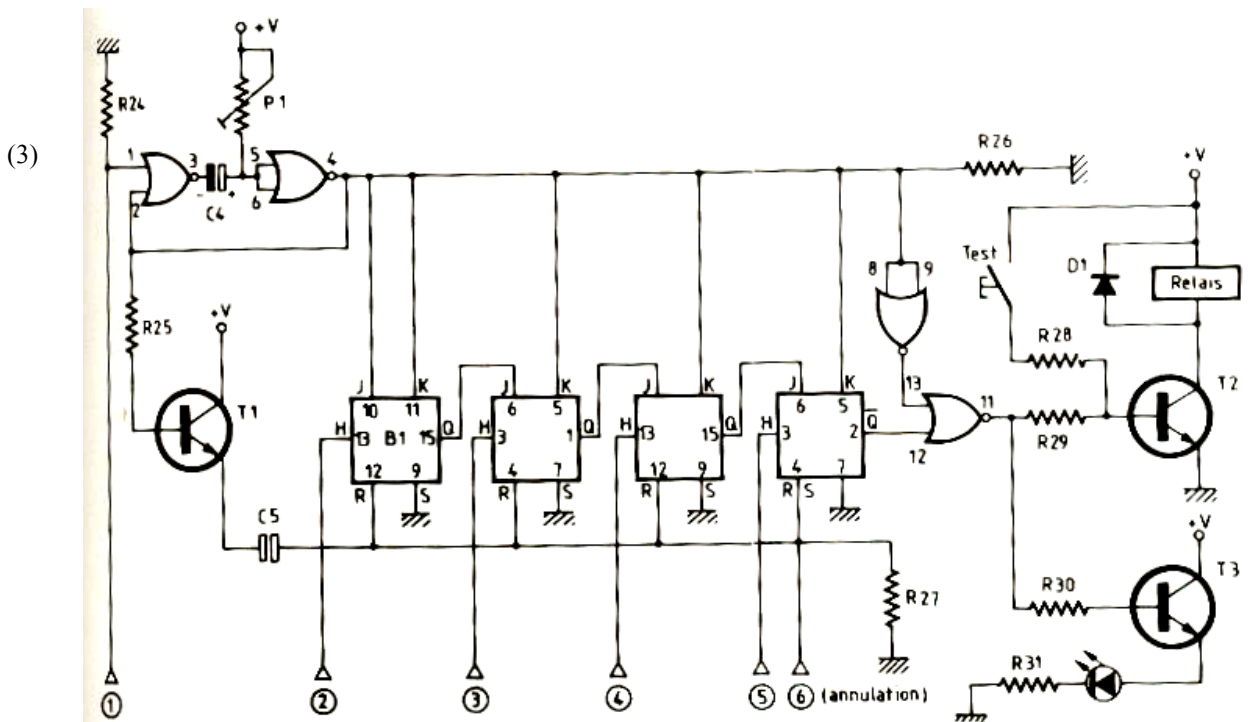 (3)
+V
R24
P1
1
3
5
4
2
C4
-
+
6
R26
+V
Test
8
9
D1
Relais
R25
+V
R28
T1
J
K
J
K
J
K
J
K
13
11
T2
10
11
Q
6
5
Q
Q
6
5
Q̅
R29
H
13
B1
15
H
3
1
H
13
15
H
3
2
12
12
9
4
7
12
9
4
7
R
S
R
S
R
S
R
S
C5
+V
R27
R30
T3
R31
1
2
3
4
5
6 (annulation)